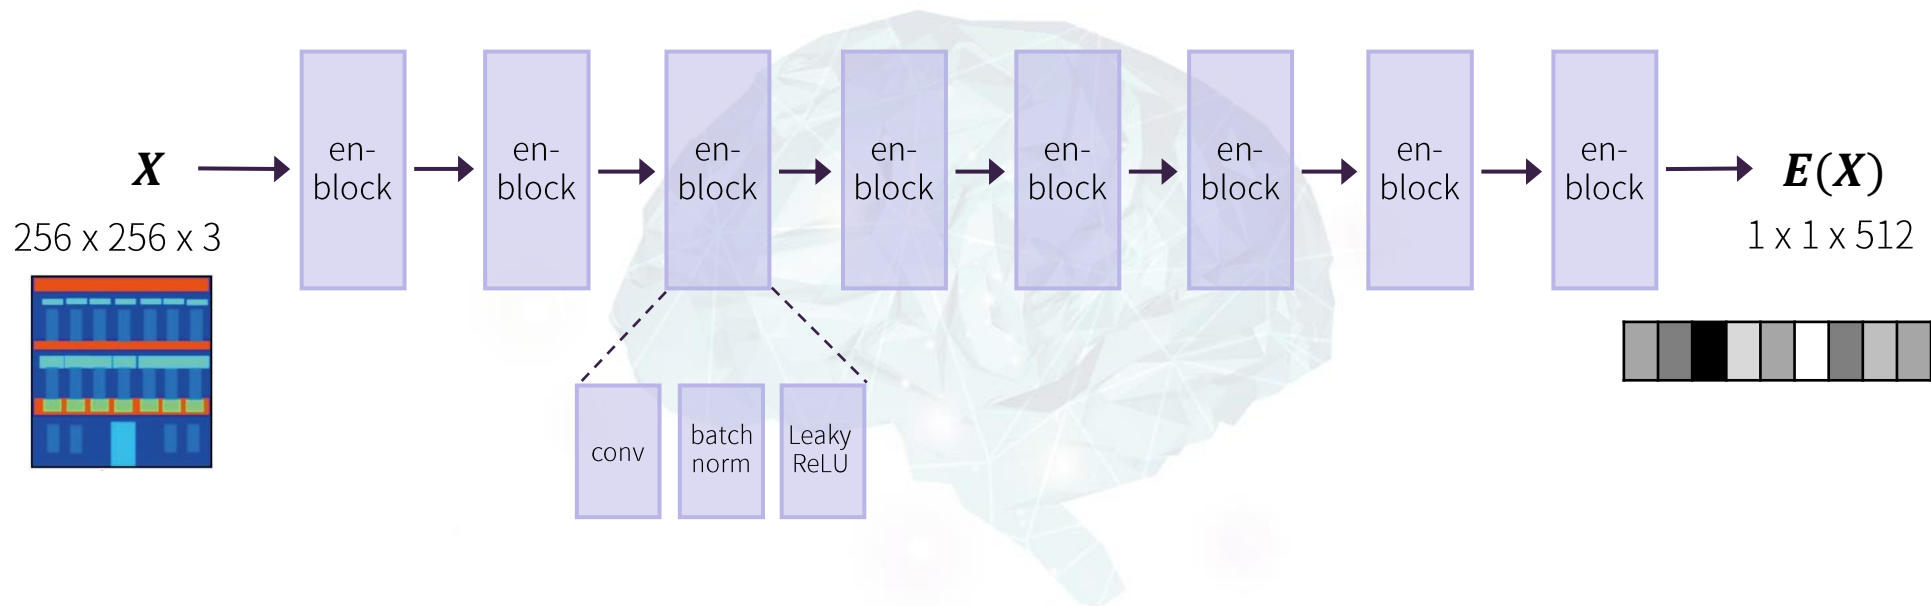 X
256 x 256 x 3
en-
block
en-
block
en-
block
en-
block
en-
block
en-
block
en-
block
en-
block
E(X)
1 x 1 x 512
conv
batch
norm
Leaky
ReLU